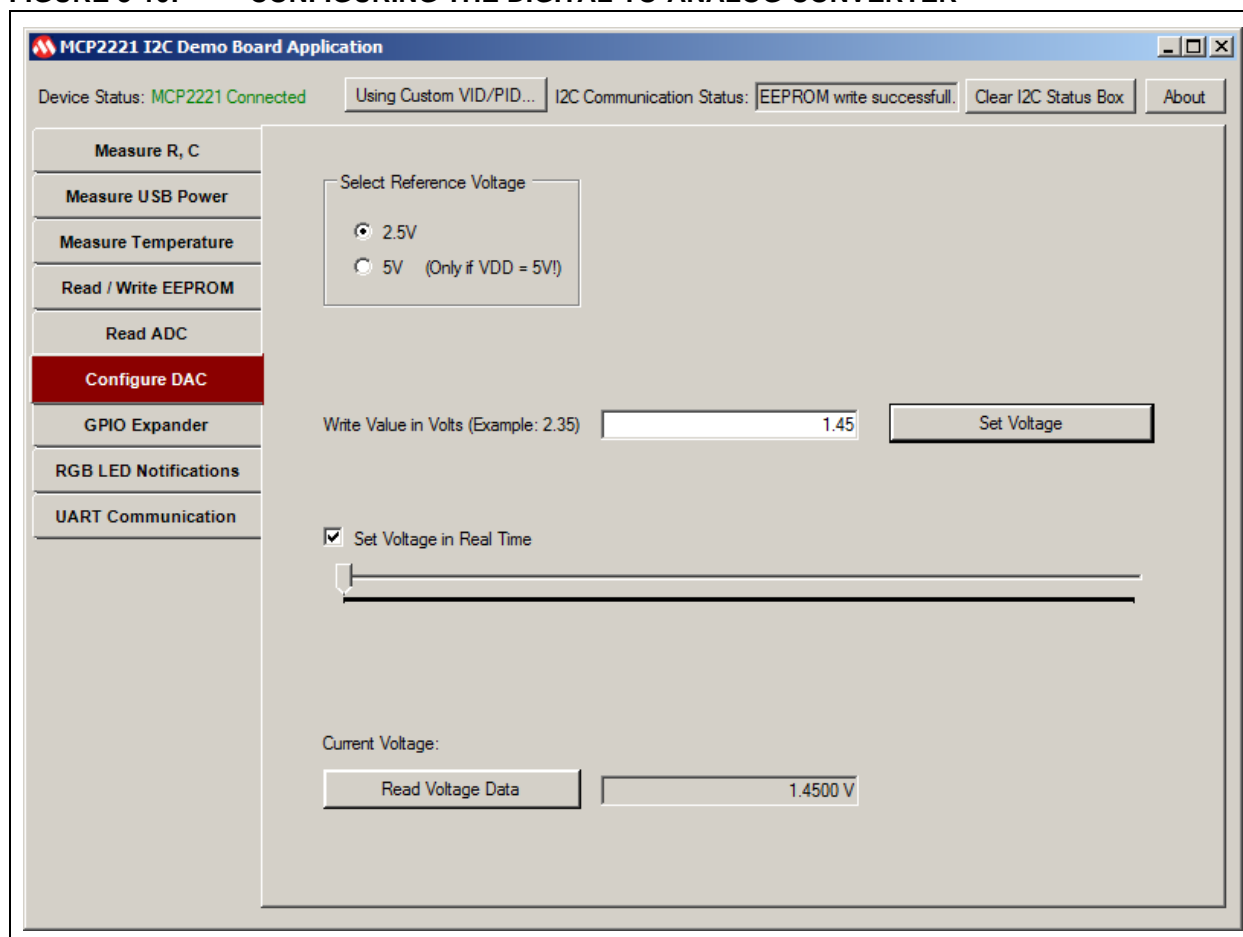 MCP2221 I2C Demo Board Application
Device Status: MCP2221 Connected Using Custom VID/PID... I2C Communication Status: EEPROM write successfull. Clear I2C Status Box About
Measure R, C
Measure USB Power
Measure Temperature
Read / Write EEPROM
Read ADC
Configure DAC
GPIO Expander
RGB LED Notifications
UART Communication
Select Reference Voltage
2.5V
5V (Only if VDD = 5V!)
Write Value in Volts (Example: 2.35) 1.45 Set Voltage
Set Voltage in Real Time
Current Voltage:
Read Voltage Data 1.4500 V